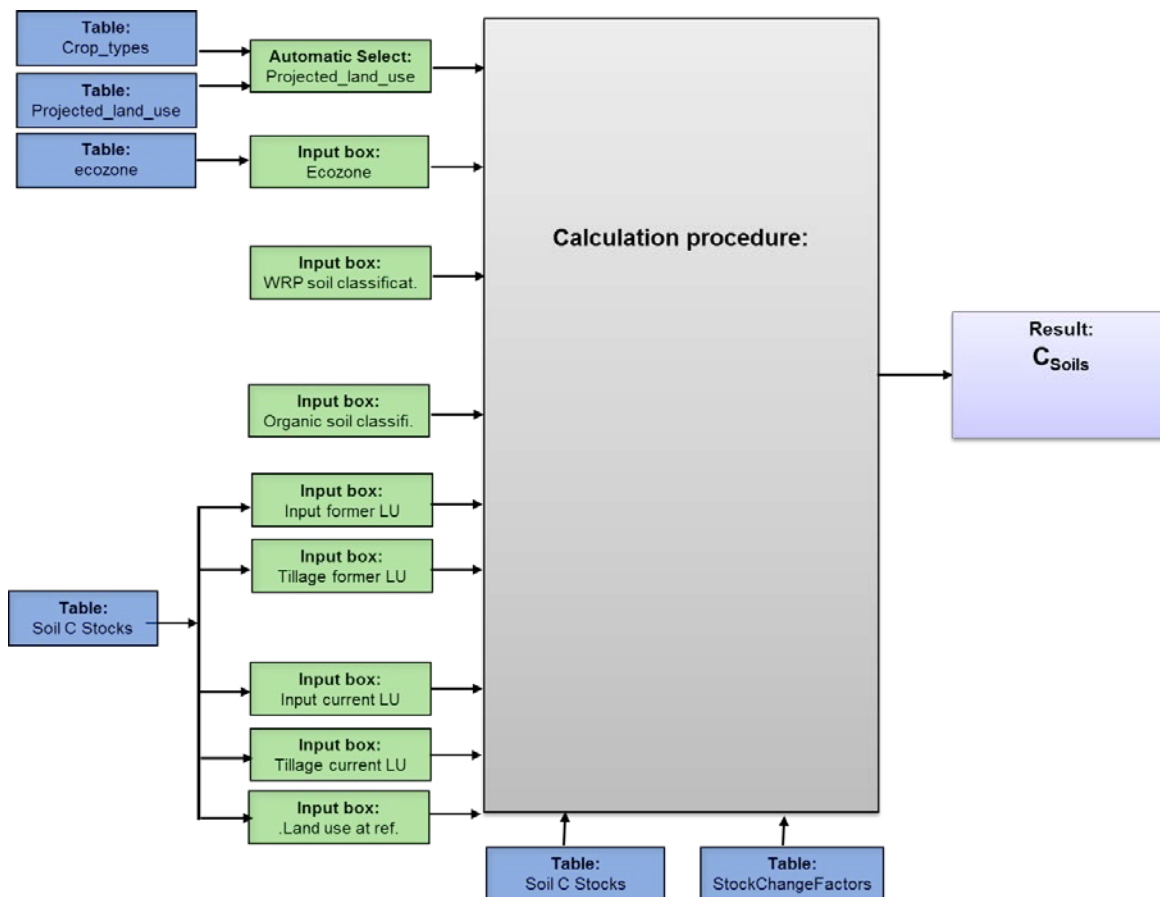 Table:
Crop_types
Table:
Projected_land_use
Table:
ecozone
Automatic Select:
Projected_land_use
Input box:
Ecozone
Input box:
WRP soil classificat.
Input box:
Organic soil classifi.
Input box:
Input former LU
Input box:
Tillage former LU
Table:
Soil C Stocks
Input box:
Input current LU
Input box:
Tillage current LU
Input box:
.Land use at ref.
Calculation procedure:
Table:
Soil C Stocks
Table:
StockChangeFactors
Result:
CSoils